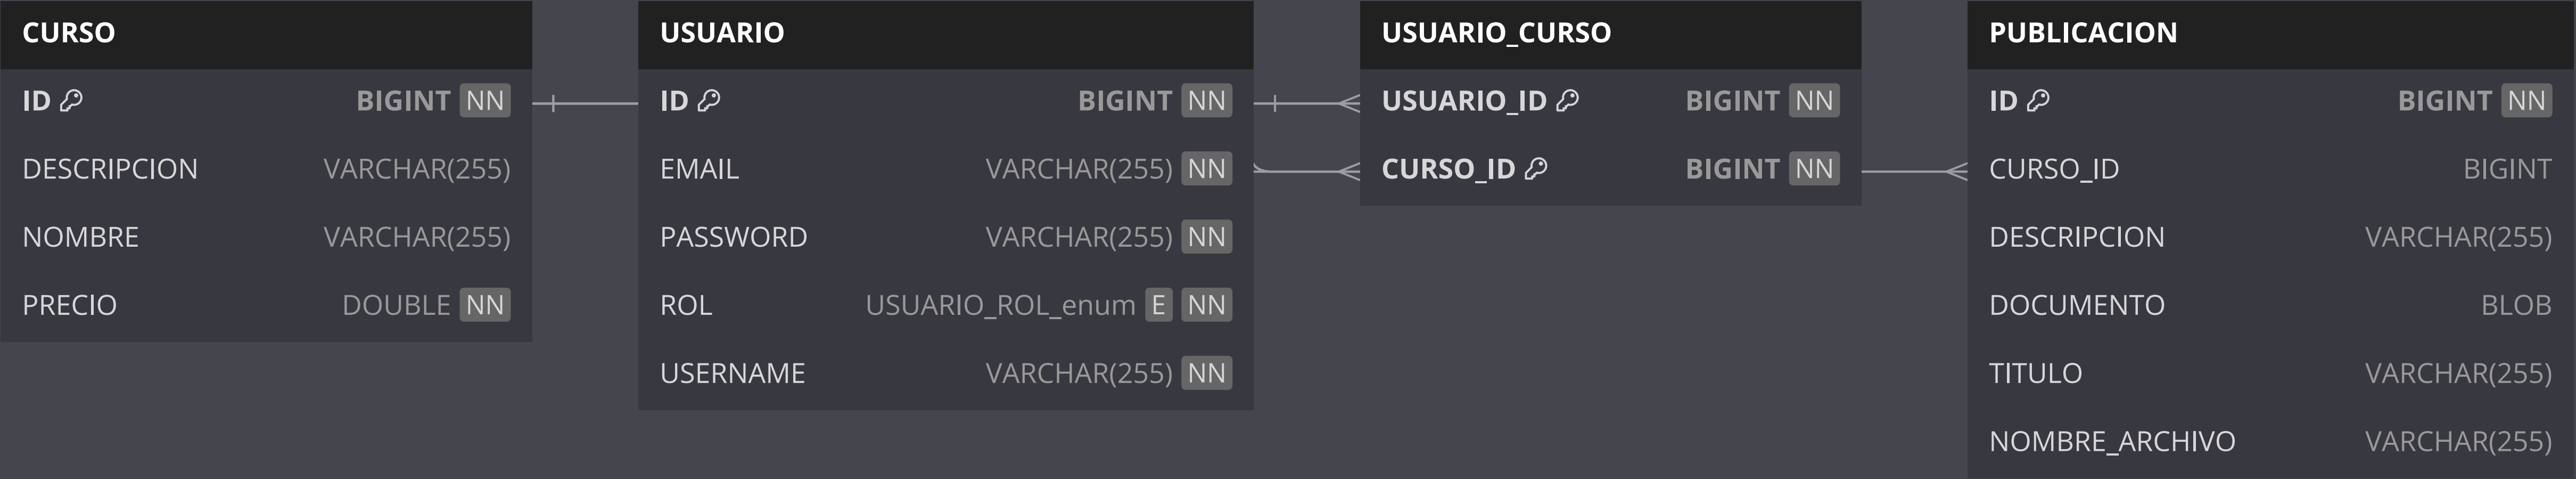 CURSO
ID BIGINT NN
DESCRIPCION VARCHAR(255)
NOMBRE VARCHAR(255)
PRECIO DOUBLE NN
USUARIO
ID BIGINT NN
EMAIL VARCHAR(255) NN
PASSWORD VARCHAR(255) NN
ROL USUARIO_ROL_enum E NN
USERNAME VARCHAR(255) NN
USUARIO_CURSO
USUARIO_ID BIGINT NN
CURSO_ID BIGINT NN
PUBLICACION
ID BIGINT NN
CURSO_ID BIGINT
DESCRIPCION VARCHAR(255)
DOCUMENTO BLOB
TITULO VARCHAR(255)
NOMBRE_ARCHIVO VARCHAR(255)